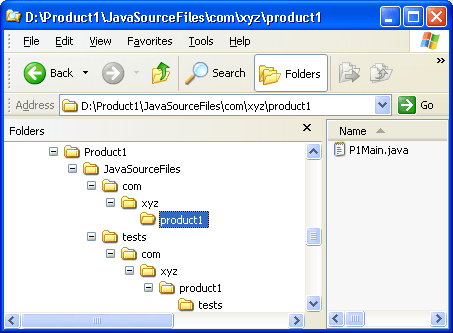 D:\Product1\JavaSourceFiles\com\xyz\product1
File Edit View Favorites Tools Help
Back Search Folders
Address D:\Product1\JavaSourceFiles\com\xyz\product1 Go
Folders
Name
Product1
P1Main.java
JavaSourceFiles
com
xyz
product1
tests
com
xyz
product1
tests